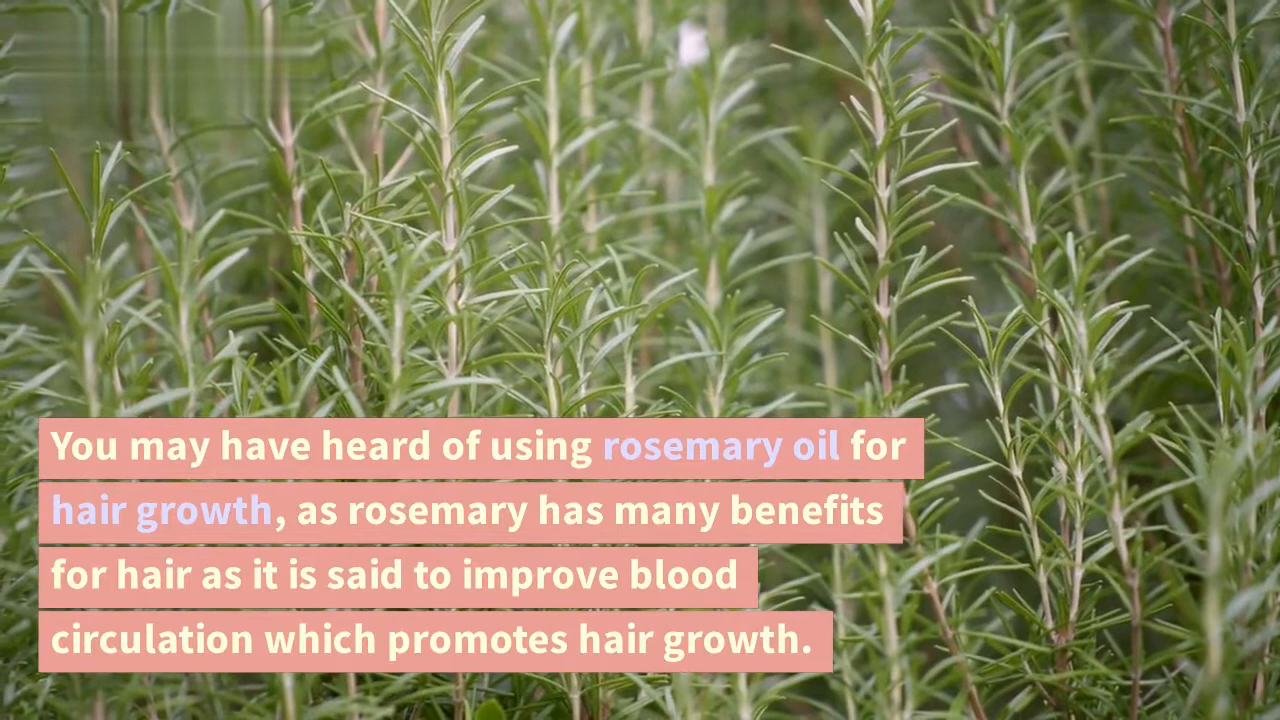 You may have heard of using rosemary oil for
hair growth, as rosemary has many benefits
for hair as it is said to improve blood
circulation which promotes hair growth.